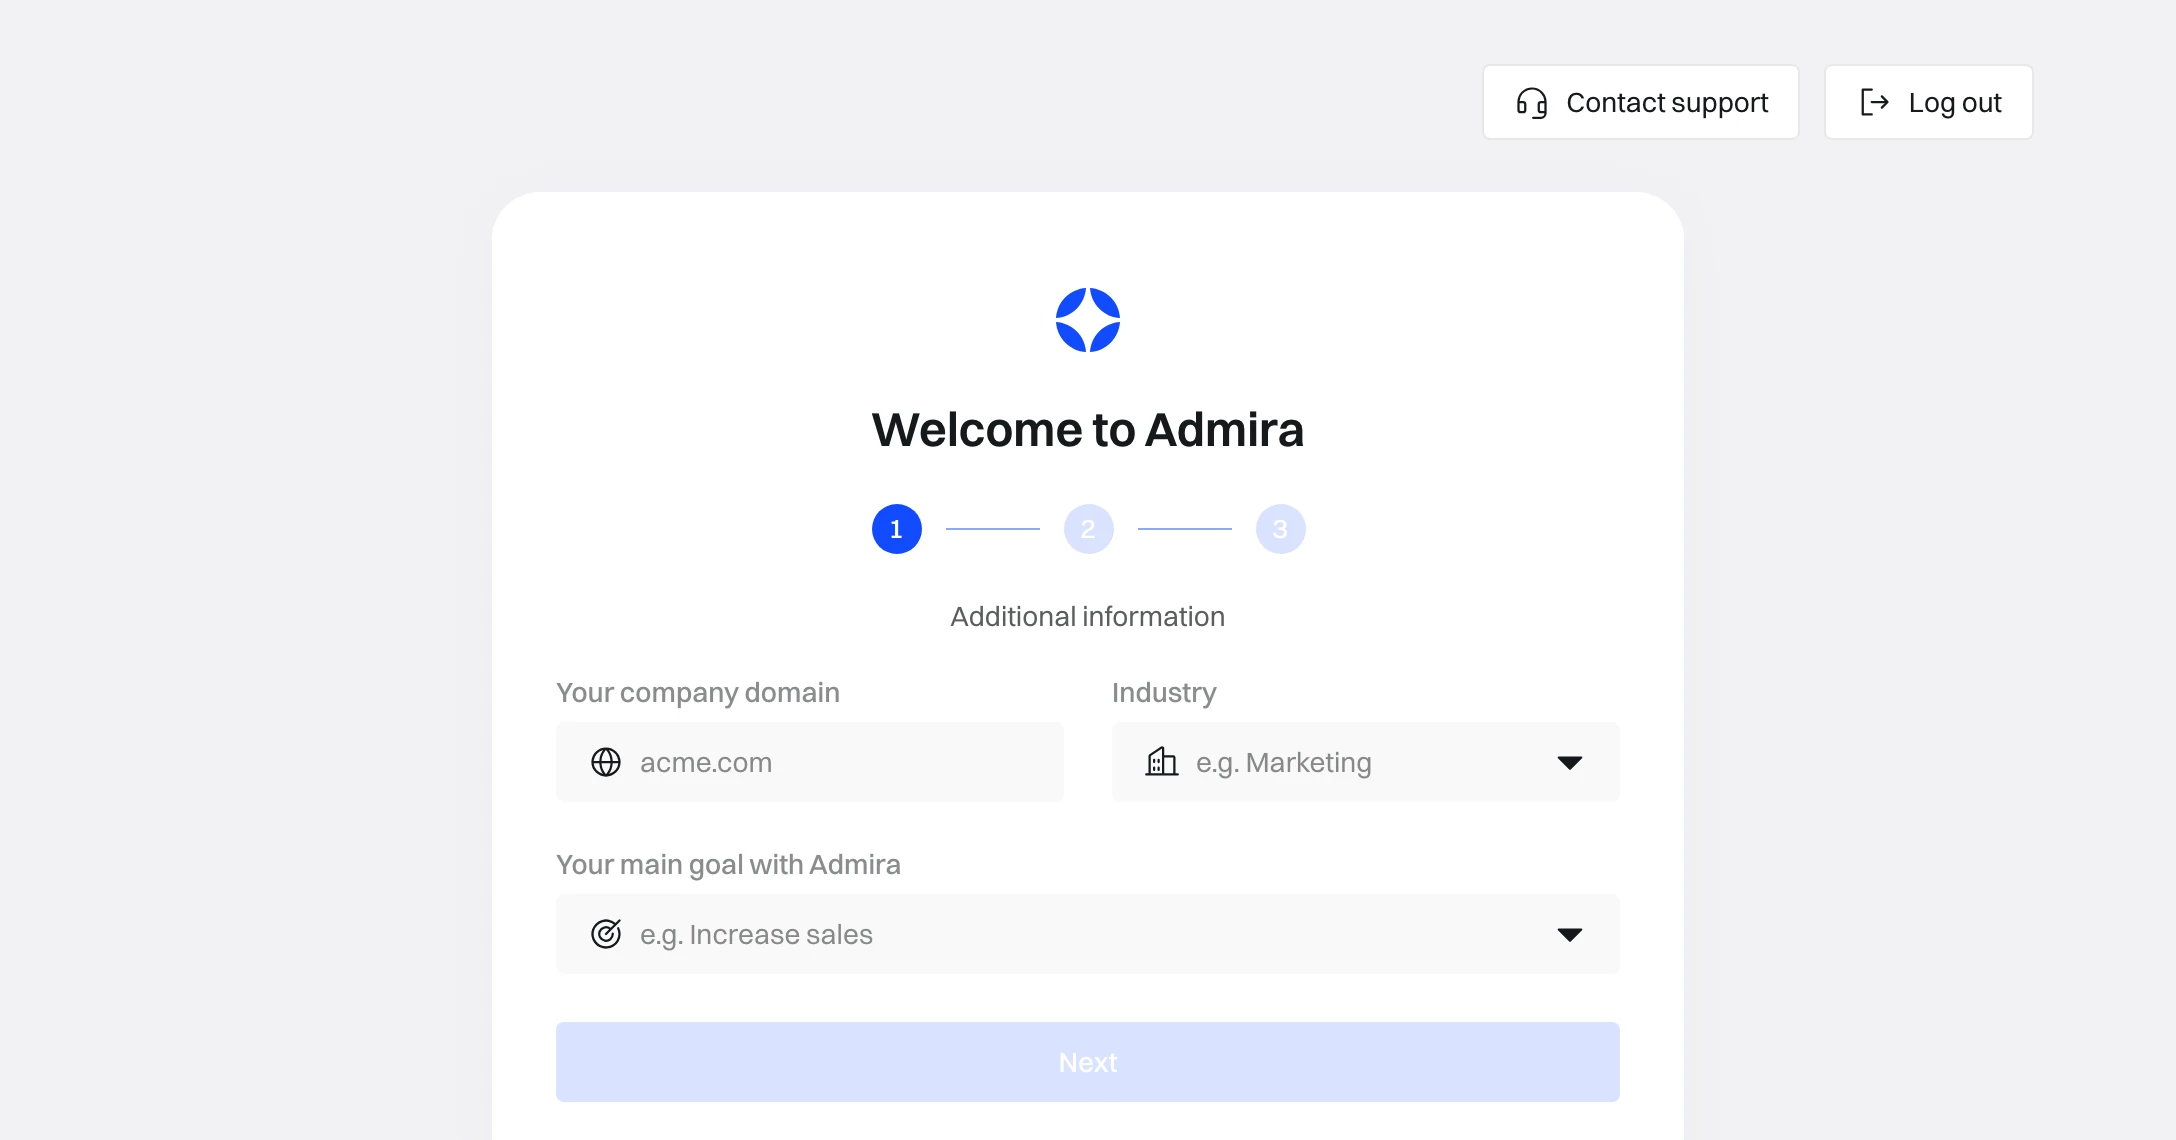 Contact support
Log out
Welcome to Admira
1
2
3
Additional information
Your company domain
Industry
acme.com
e.g. Marketing
Your main goal with Admira
e.g. Increase sales
Next